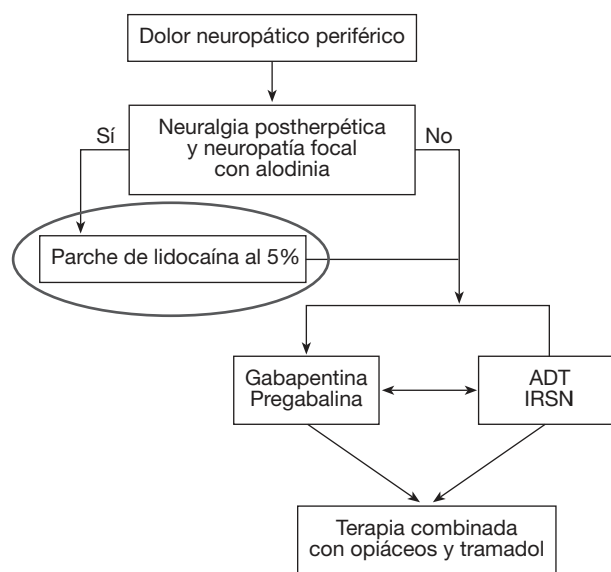 Dolor neuropático periférico
Neuralgia postherpética
y neuropatía focal
con alodinia
Sí
No
Parche de lidocaína al 5%
Gabapentina
Pregabalina
ADT
IRSN
Terapia combinada
con opiáceos y tramadol